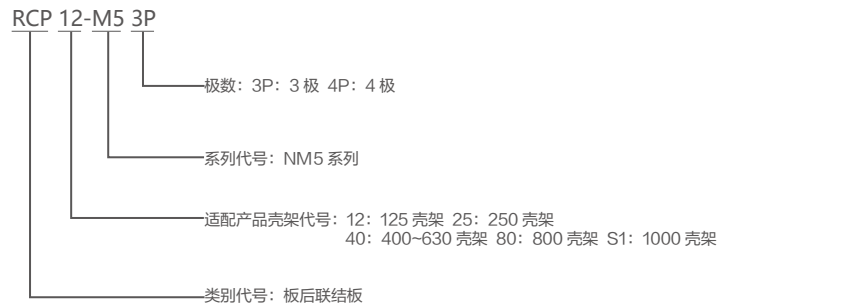 RCP 12-M5 3P
极数：3P：3 极 4P：4 极
系列代号：NM5 系列
适配产品壳架代号：12：125 壳架 25：250 壳架
40：400~630 壳架 80：800 壳架 S1：1000 壳架
类别代号：板后联结板